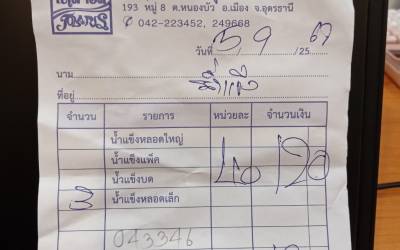 193 หมู่ 8 ต.หนองบัว อ.เมือง จ.อุดรธานี
✆ 042-223452, 249668
วันที่ /25
นาม
ที่อยู่
จำนวน รายการ หน่วยละ จำนวนเงิน
น้ำแข็งหลอดใหญ่
น้ำแข็งแพ็ค
น้ำแข็งบด 40 120
3 น้ำแข็งหลอดเล็ก
043346